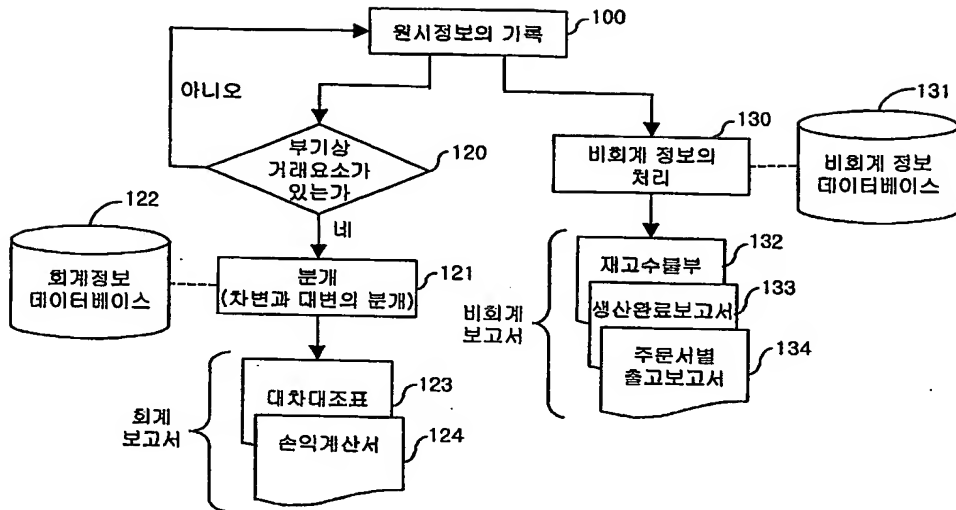 원시정보의 기록
100
아니오
부기상
거래요소가
있는가
120
네
130
비회계 정보의
처리
131
비회계 정보
데이터베이스
122
회계정보
데이터베이스
분개
(차변과 대변의 분개)
121
비회계
보고서
재고수불부
132
생산완료보고서
133
주문서별
출고보고서
134
회계
보고서
대차대조표
123
손익계산서
124